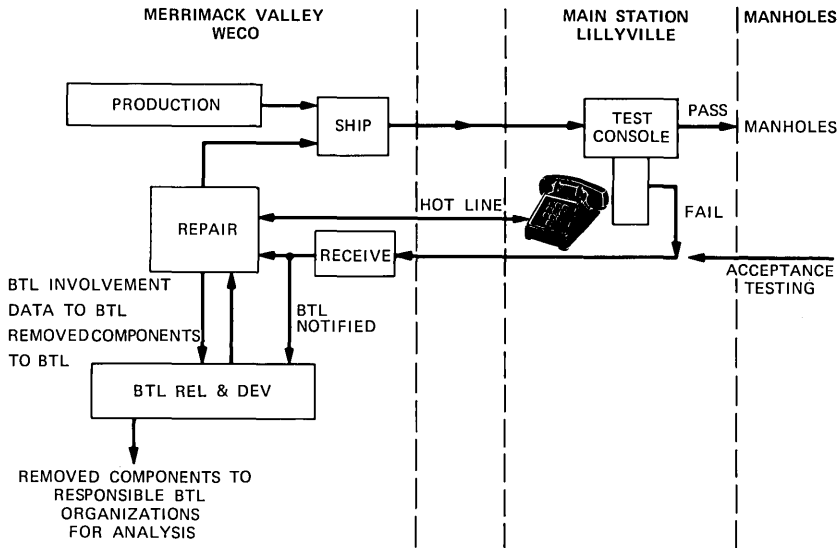 MERRIMACK VALLEY
WECO
MAIN STATION
LILLYVILLE
MANHOLES
PRODUCTION
SHIP
TEST
CONSOLE
PASS
MANHOLES
HOT LINE
FAIL
REPAIR
RECEIVE
ACCEPTANCE
TESTING
BTL INVOLVEMENT
DATA TO BTL
REMOVED COMPONENTS
TO BTL
BTL
NOTIFIED
BTL REL & DEV
REMOVED COMPONENTS TO
RESPONSIBLE BTL
ORGANIZATIONS
FOR ANALYSIS